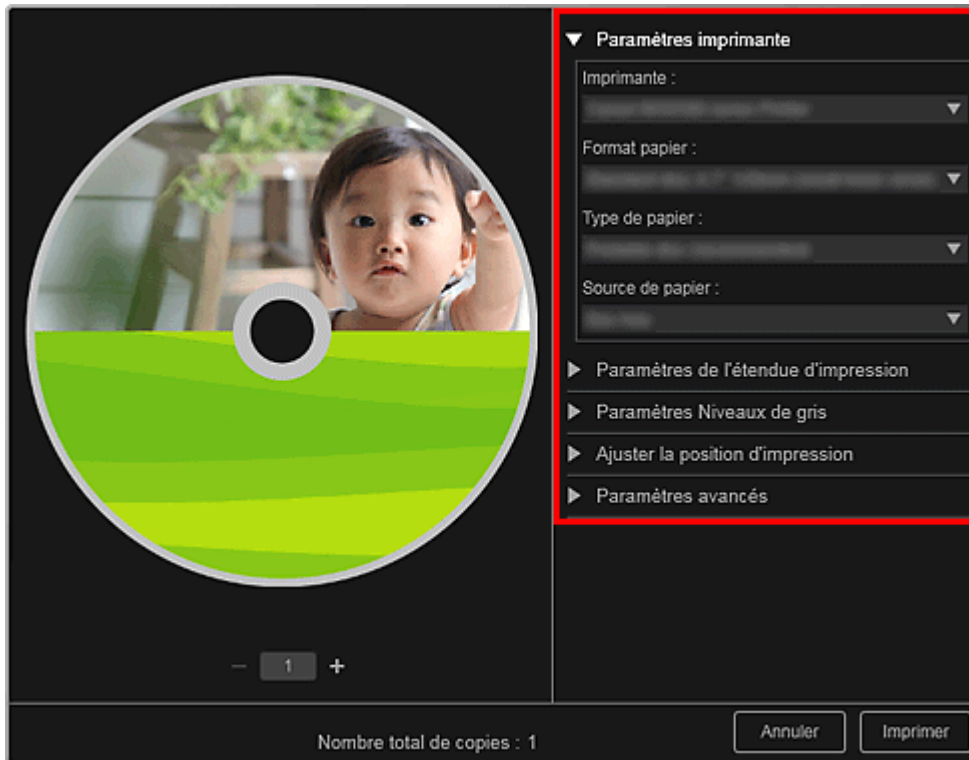 Paramètres imprimante
Imprimante :
Format papier :
Type de papier :
Source de papier :
Paramètres de l'étendue d'impression
Paramètres Niveaux de gris
Ajuster la position d'impression
Paramètres avancés
1
Nombre total de copies : 1
Annuler
Imprimer